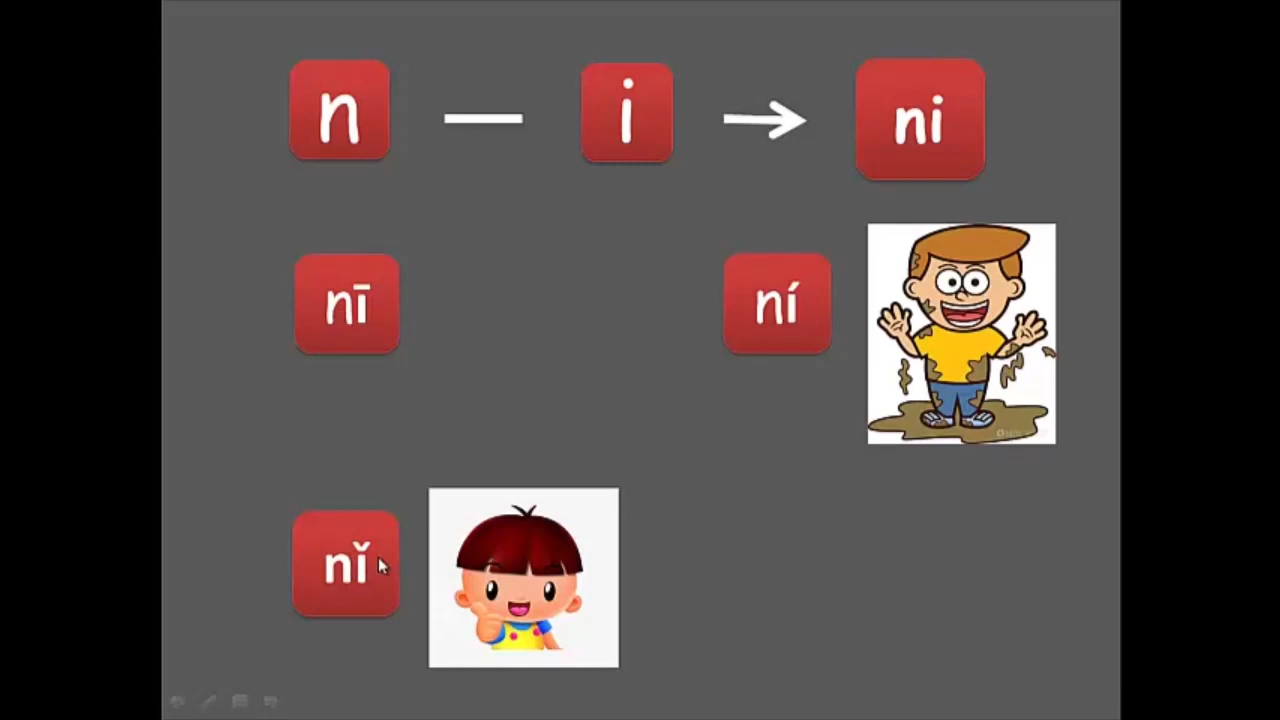 n — i → ni
nī ní
nǐ